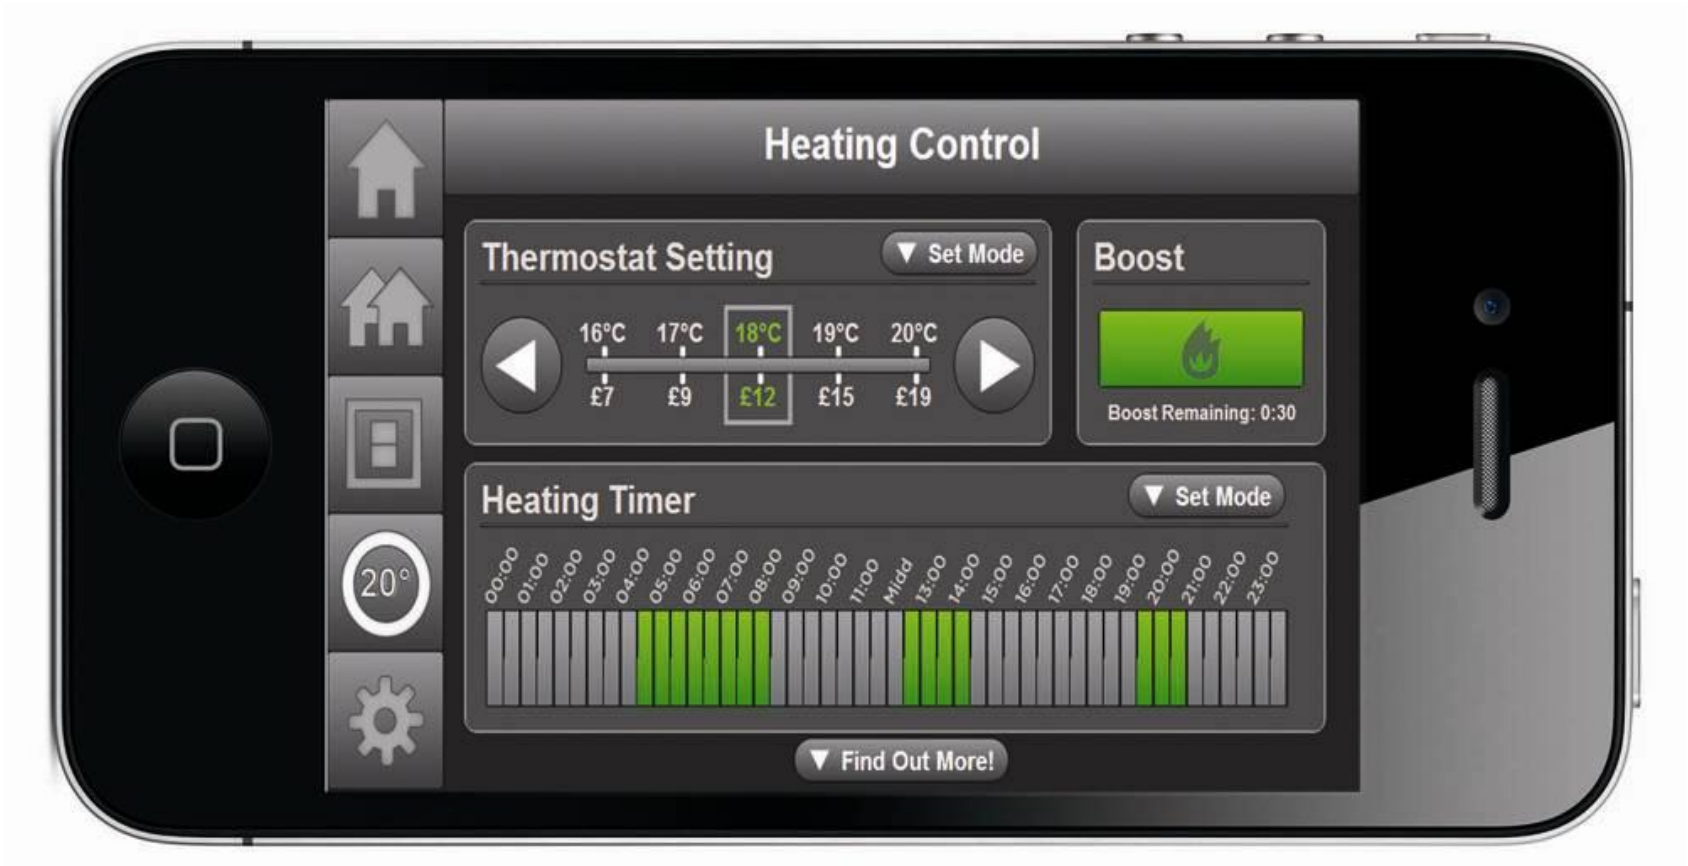 Heating Control
Thermostat Setting
▼ Set Mode
16°C 17°C 18°C 19°C 20°C
£7 £9 £12 £15 £19
Boost
Boost Remaining: 0:30
20°
Heating Timer
▼ Set Mode
00:00 01:00 02:00 03:00 04:00 05:00 06:00 07:00 08:00 09:00 10:00 11:00 Midd 13:00 14:00 15:00 16:00 17:00 18:00 19:00 20:00 21:00 22:00 23:00
▼ Find Out More!